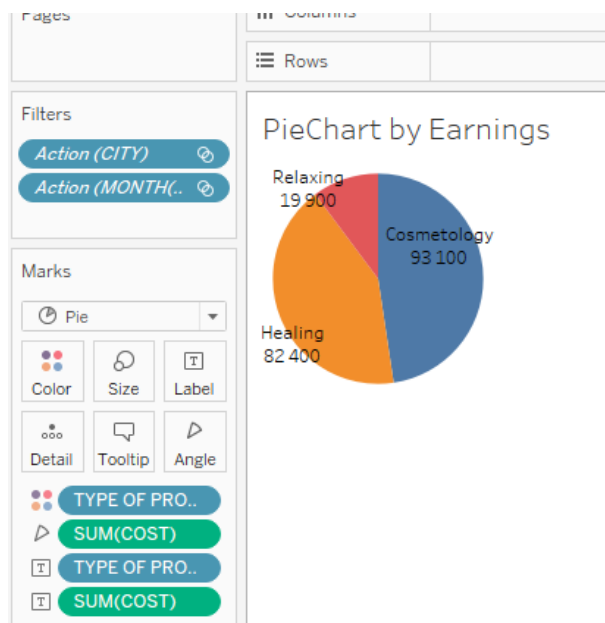 Pages
Columns
Rows
Filters
Action (CITY)
Action (MONTH(..
Marks
Pie
Color
Size
T
Label
Detail
Tooltip
Angle
TYPE OF PRO..
SUM(COST)
T
TYPE OF PRO..
T
SUM(COST)
PieChart by Earnings
Relaxing
19 900
Cosmetology
93 100
Healing
82 400